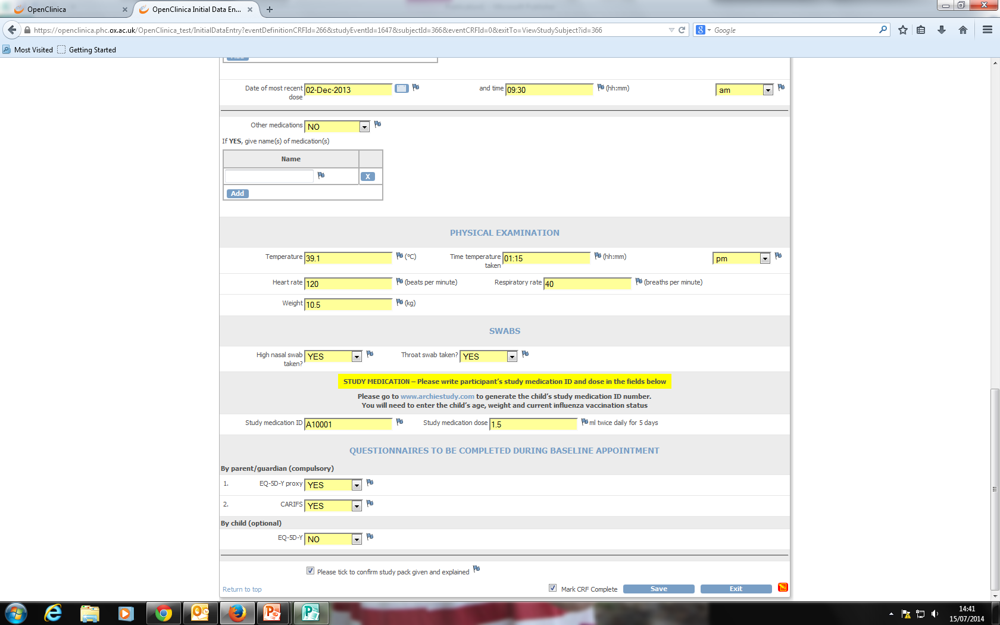 OpenClinica
OpenClinica Initial Data En...
https://openclinica.phc.ox.ac.uk/OpenClinica_test/InitialDataEntry?eventDefinitionCRFId=266&studyEventId=1647&subjectId=366&eventCRFId=0&exitTo=ViewStudySubject?id=366
Google
Most Visited Getting Started
Date of most recent dose 02-Dec-2013 and time 09:30 (hh:mm) am
Other medications NO
If YES, give name(s) of medication(s)
Name
X
Add
PHYSICAL EXAMINATION
Temperature 39.1 (°C) Time temperature taken 01:15 (hh:mm) pm
Heart rate 120 (beats per minute) Respiratory rate 40 (breaths per minute)
Weight 10.5 (kg)
SWABS
High nasal swab taken? YES Throat swab taken? YES
STUDY MEDICATION – Please write participant's study medication ID and dose in the fields below
Please go to www.archiestudy.com to generate the child's study medication ID number.
You will need to enter the child's age, weight and current influenza vaccination status
Study medication ID A10001 Study medication dose 1.5 ml twice daily for 5 days
QUESTIONNAIRES TO BE COMPLETED DURING BASELINE APPOINTMENT
By parent/guardian (compulsory)
1. EQ-5D-Y proxy YES
2. CARIFS YES
By child (optional)
EQ-5D-Y NO
Please tick to confirm study pack given and explained
Return to top Mark CRF Complete Save Exit
14:41
15/07/2014